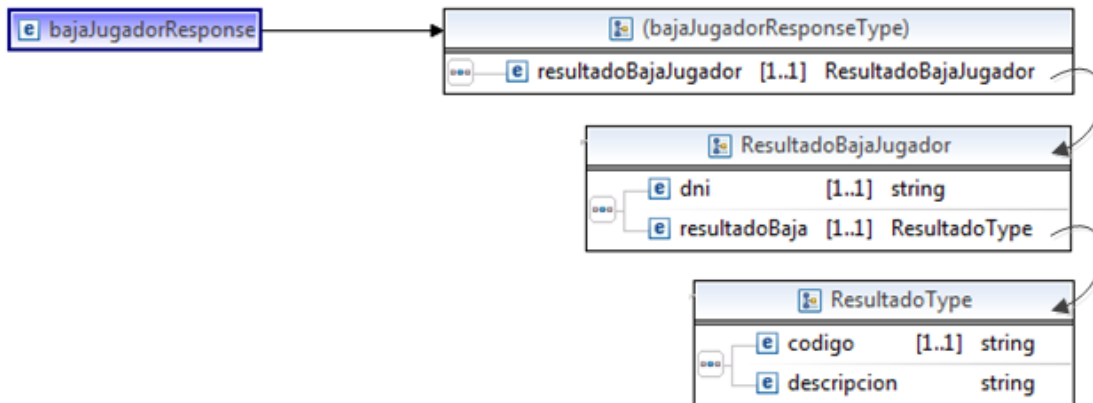 e bajaJugadorResponse
(bajaJugadorResponseType)
e resultadoBajaJugador [1..1] ResultadoBajaJugador
ResultadoBajaJugador
e dni [1..1] string
e resultadoBaja [1..1] ResultadoType
ResultadoType
e codigo [1..1] string
e descripcion string